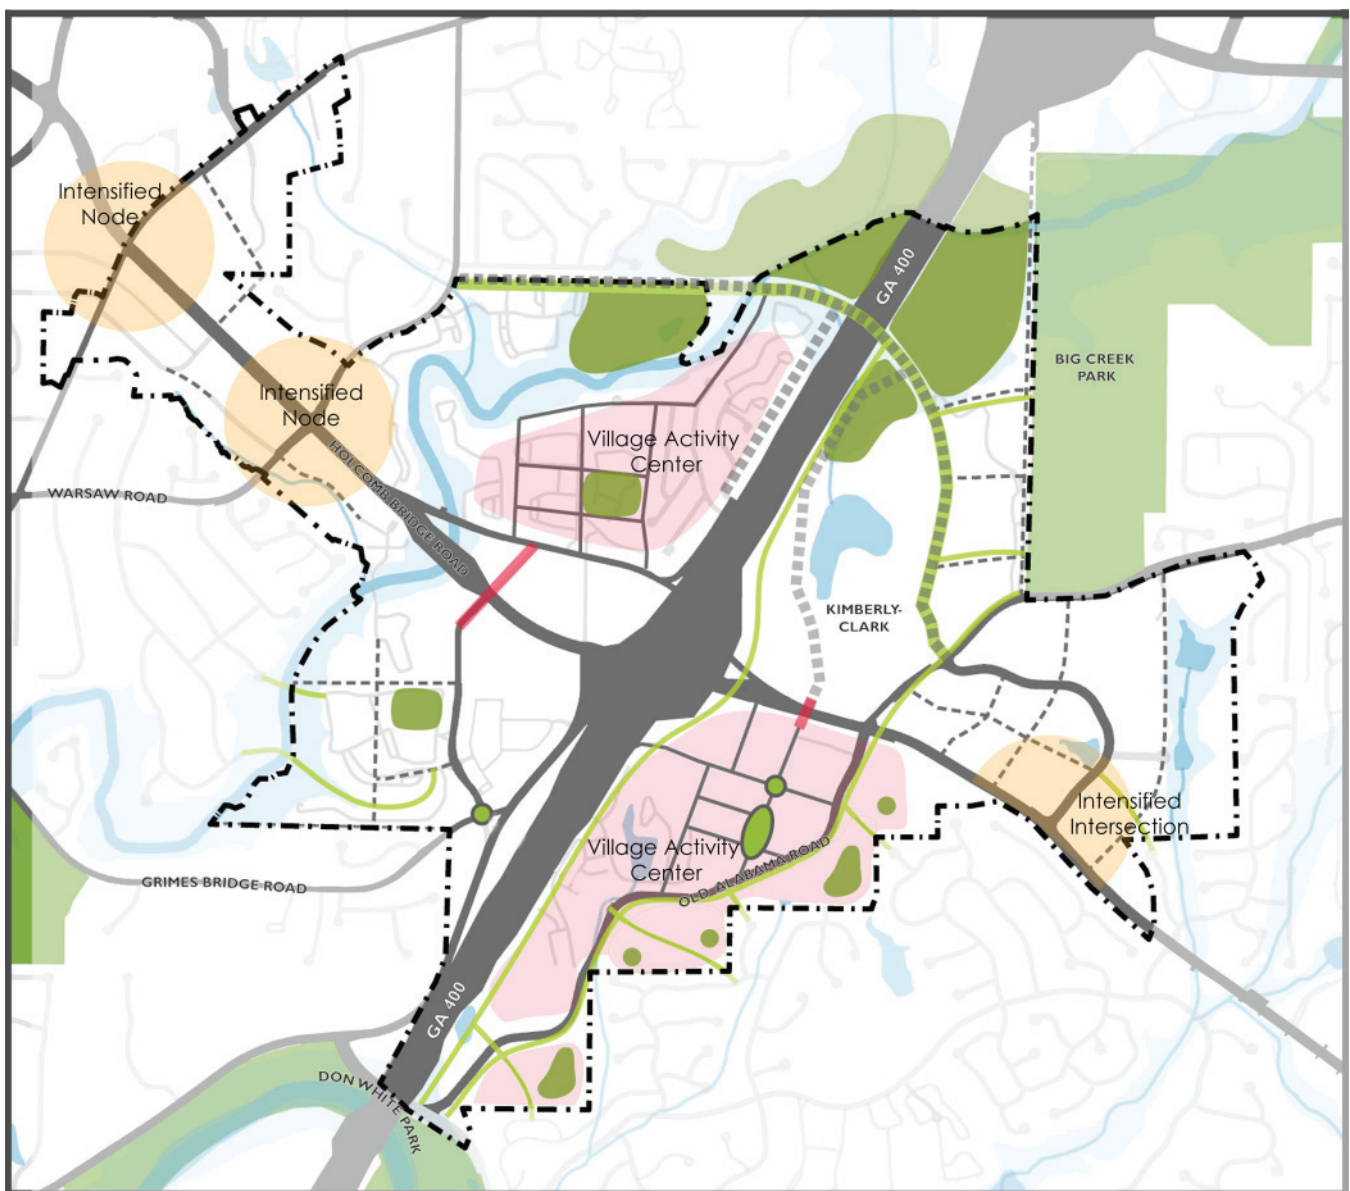 Intensified
Node
GA 400
BIG CREEK
PARK
Intensified
Node
Village Activity
Center
HOLCOMB BRIDGE ROAD
WARSAW ROAD
KIMBERLY-
CLARK
Intensified
Intersection
Village Activity
Center
OLD ALABAMA ROAD
GRIMES BRIDGE ROAD
GA 400
DON WHITE PARK